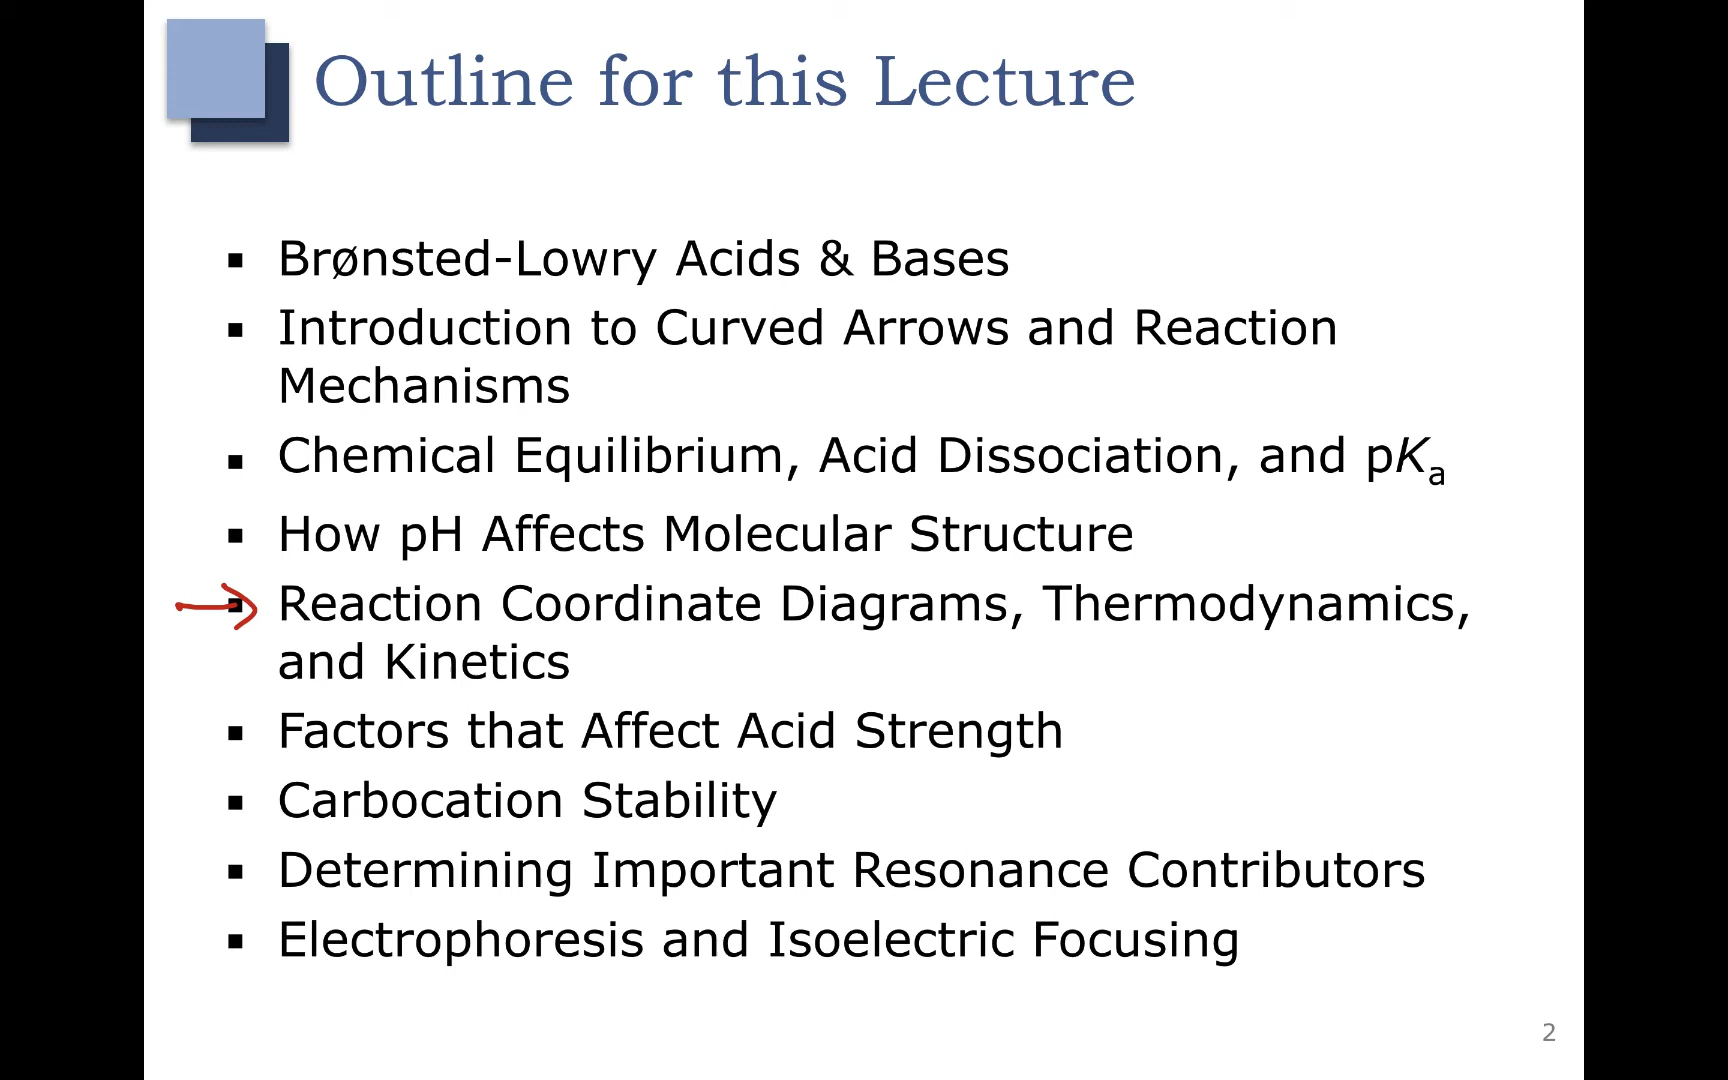 Outline for this Lecture
▪ Brønsted-Lowry Acids & Bases
▪ Introduction to Curved Arrows and Reaction
Mechanisms
▪ Chemical Equilibrium, Acid Dissociation, and pKₐ
▪ How pH Affects Molecular Structure
▪ Reaction Coordinate Diagrams, Thermodynamics,
and Kinetics
▪ Factors that Affect Acid Strength
▪ Carbocation Stability
▪ Determining Important Resonance Contributors
▪ Electrophoresis and Isoelectric Focusing
2